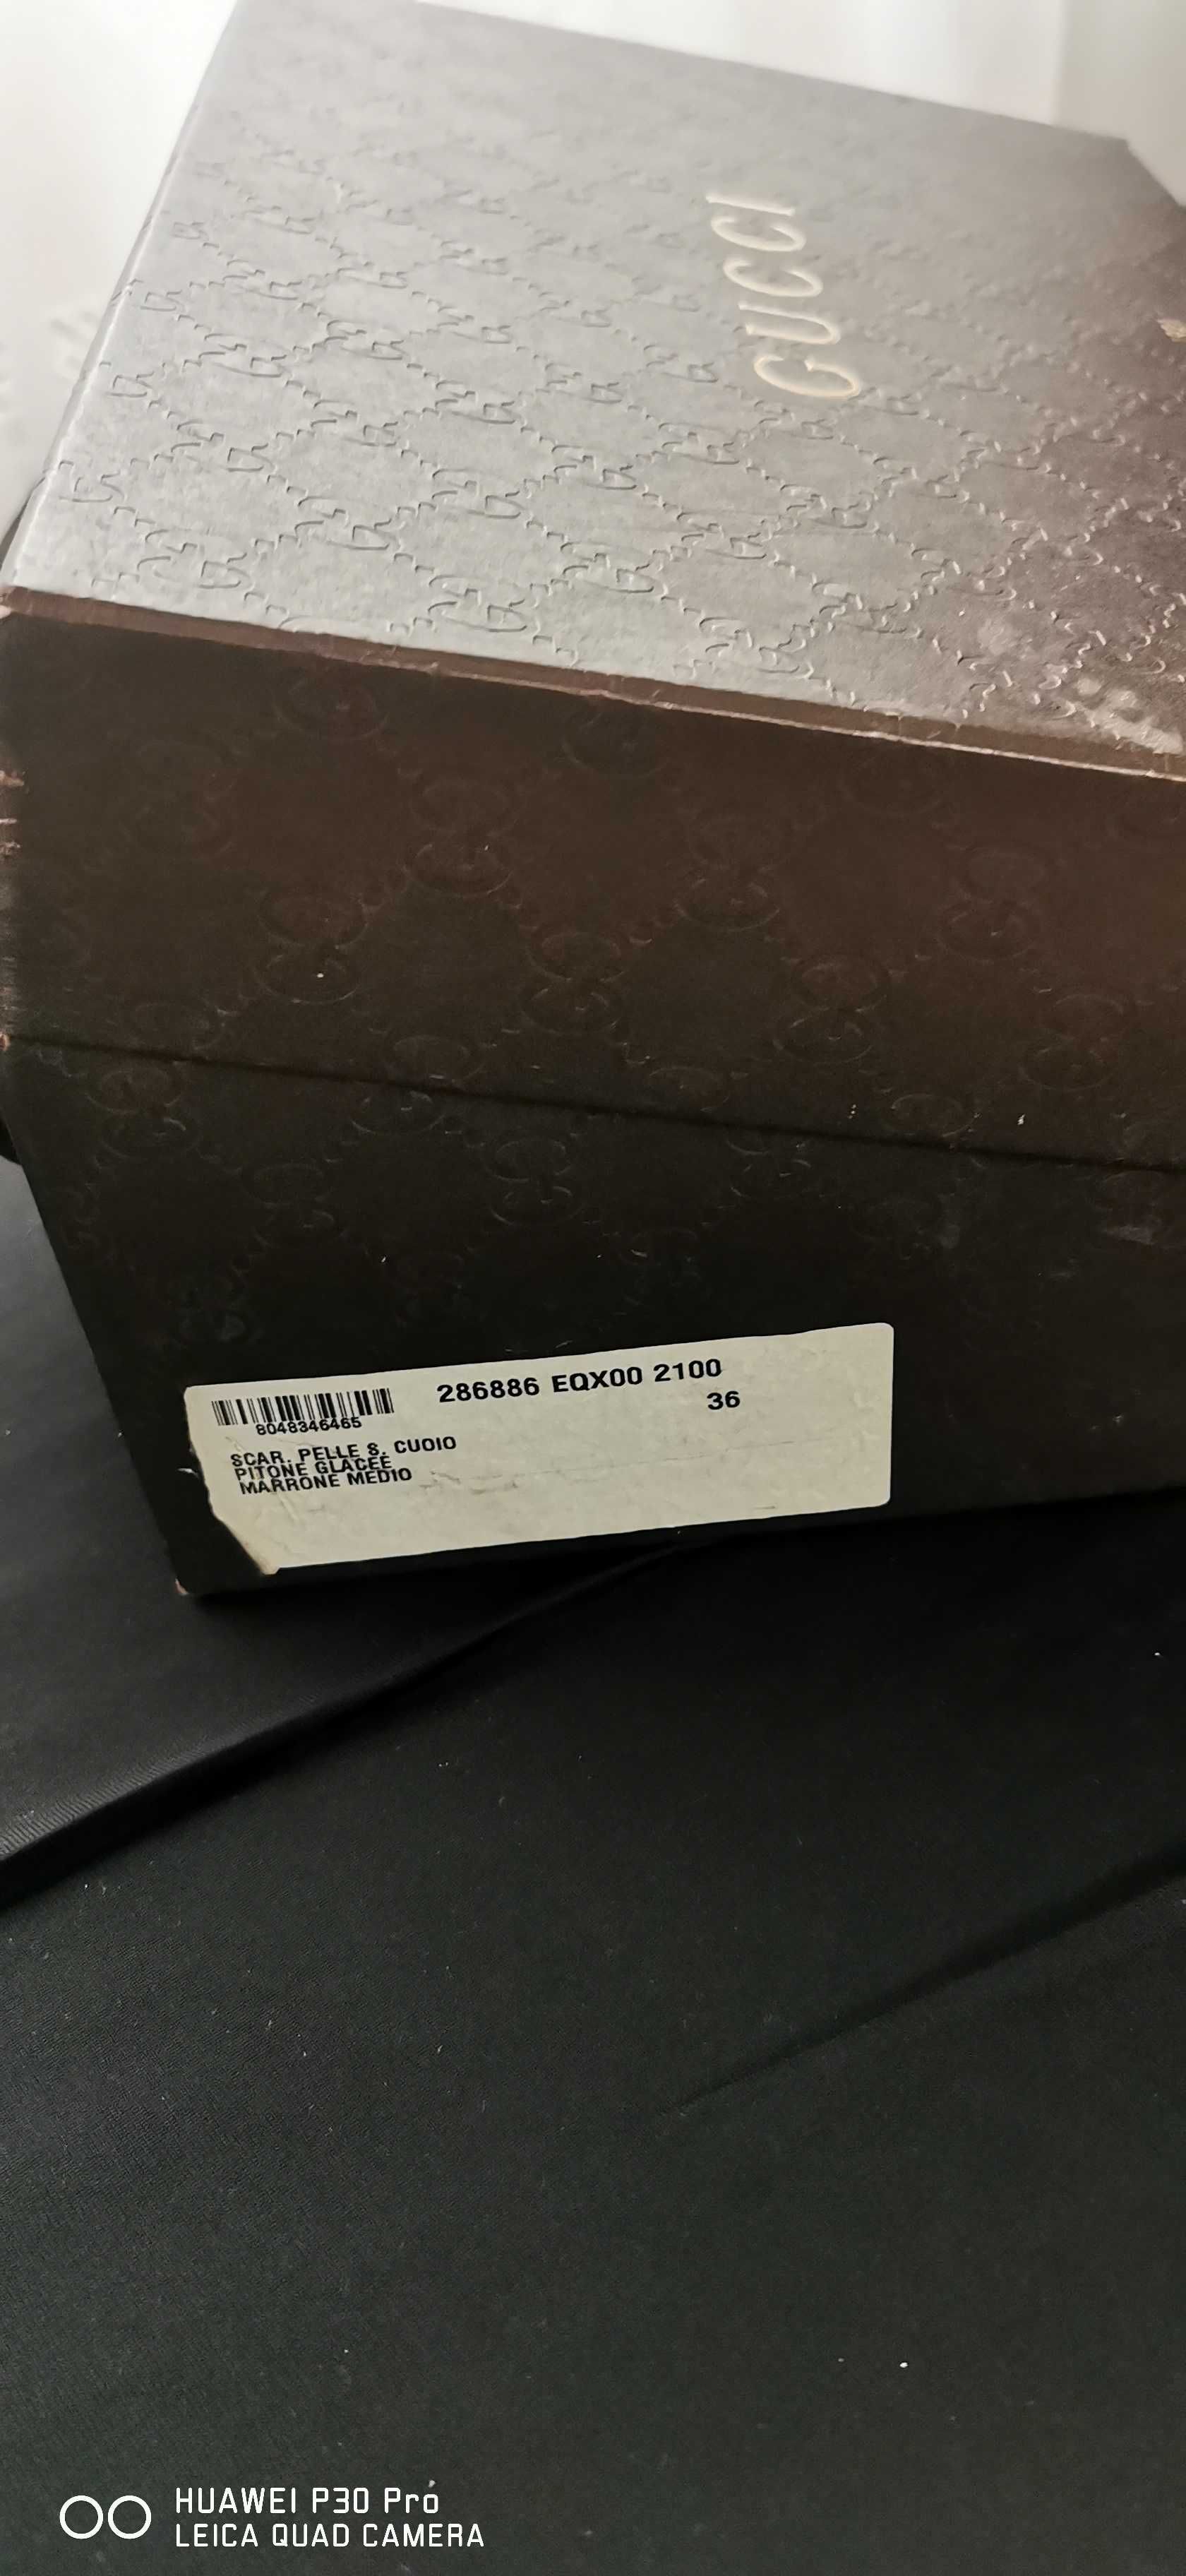 GUCCI
286886 EQX00 2100
36
8048346465
SCAR. PELLE S. CUOIO
PITONE GLACEE
MARRONE MEDIO
HUAWEI P30 Pro
LEICA QUAD CAMERA